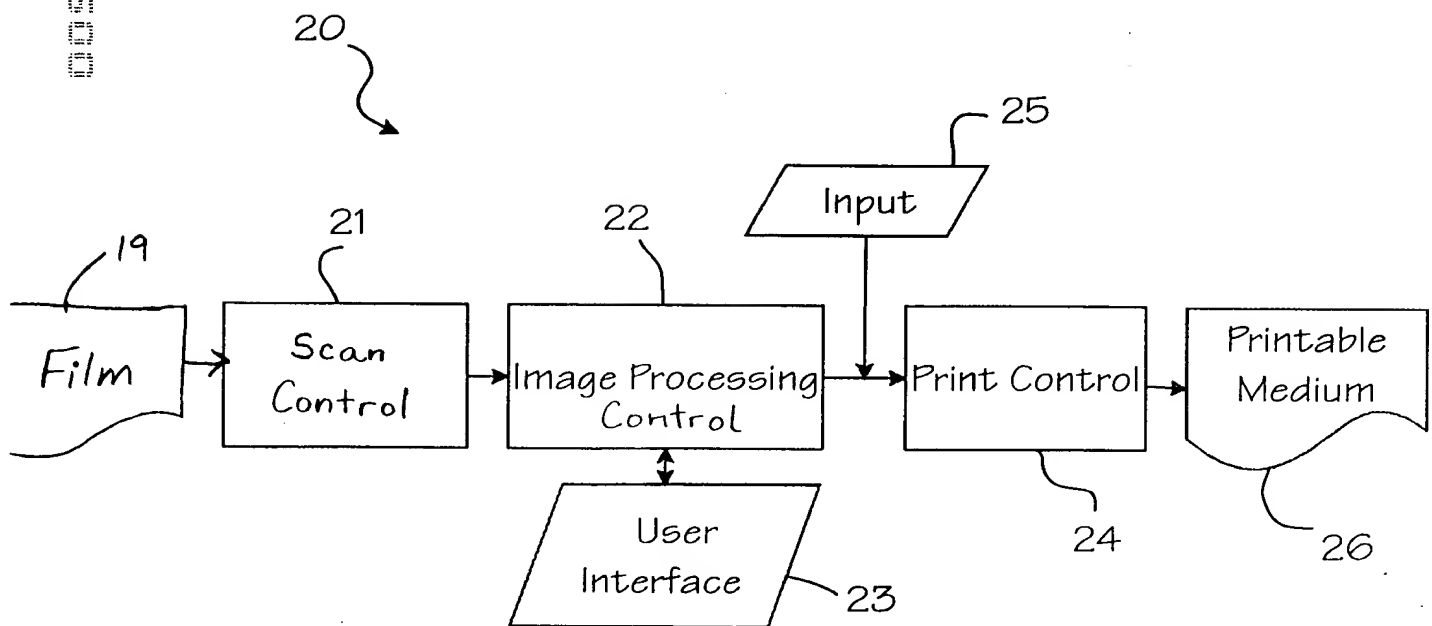 20
25
Input
19
21
22
Film
Scan
Control
Image Processing
Control
Print Control
Printable
Medium
User
Interface
23
24
26